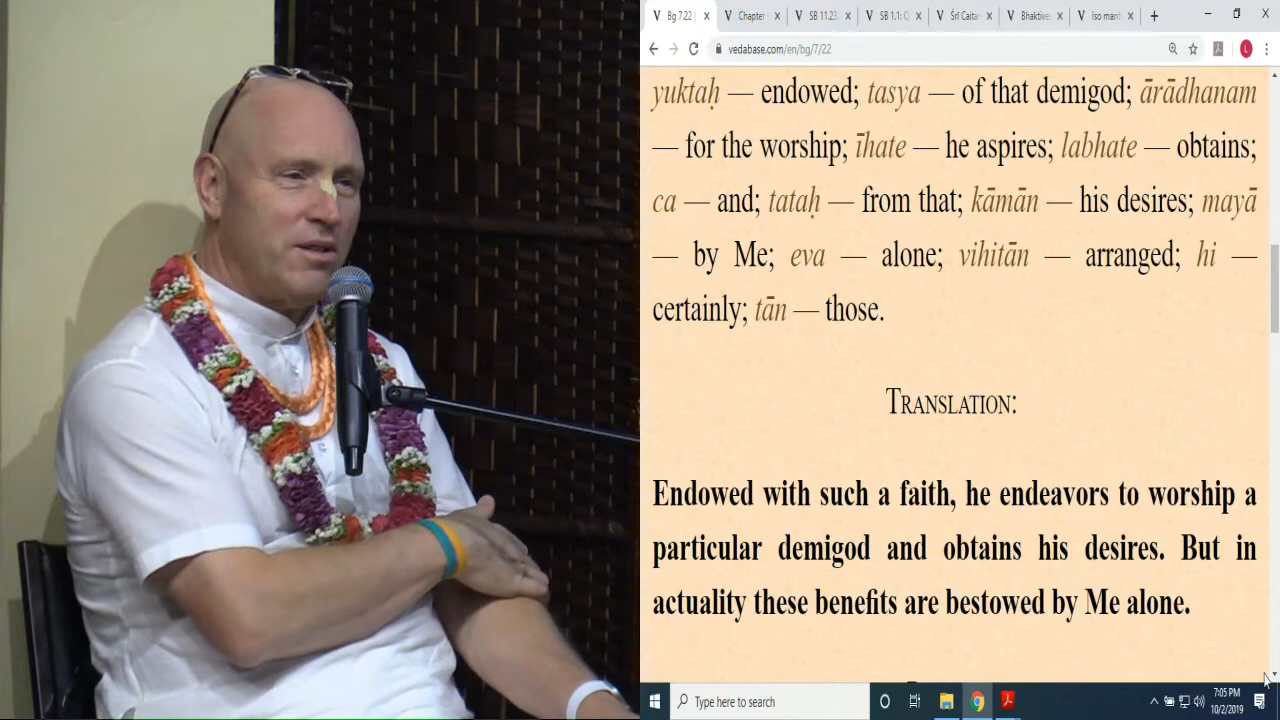 Bg 7.22
Chapter
SB 11.23
SB 1.1:
Śrī Caitan
Bhaktive
Iso man
vedabase.com/en/bg/7/22
yuktaḥ — endowed; tasya — of that demigod; ārādhanam
— for the worship; īhate — he aspires; labhate — obtains;
ca — and; tataḥ — from that; kāmān — his desires; mayā
— by Me; eva — alone; vihitān — arranged; hi —
certainly; tān — those.
TRANSLATION:
Endowed with such a faith, he endeavors to worship a
particular demigod and obtains his desires. But in
actuality these benefits are bestowed by Me alone.
Type here to search
7:05 PM
10/2/2019